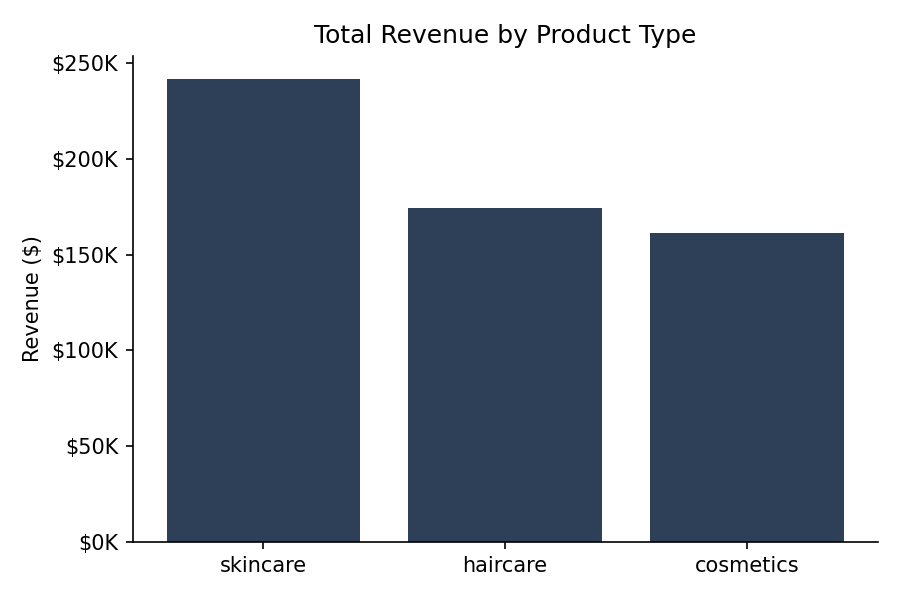 Total Revenue by Product Type
Revenue ($)
$250K
$200K
$150K
$100K
$50K
$0K
skincare
haircare
cosmetics